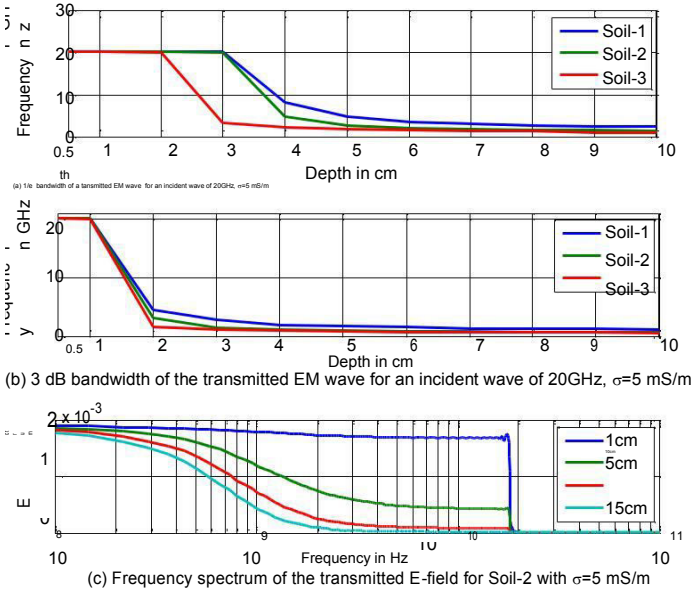 30
20
10
0
Frequency n z
Soil-1
Soil-2
Soil-3
0.5 1 2 3 4 5 6 7 8 9 10
Depth in cm
th
(a) 1/e bandwidth of a tansmitted EM wave for an incident wave of 20GHz, σ=5 mS/m
20
10
0
n GHz
y
Soil-1
Soil-2
Soil-3
0.5 1 2 3 4 5 6 7 8 9 10
Depth in cm
(b) 3 dB bandwidth of the transmitted EM wave for an incident wave of 20GHz, σ=5 mS/m
2 x 10 -3
1
E
1cm
5cm
15cm
8 9 10 11
10 10 10
Frequency in Hz
(c) Frequency spectrum of the transmitted E-field for Soil-2 with σ=5 mS/m